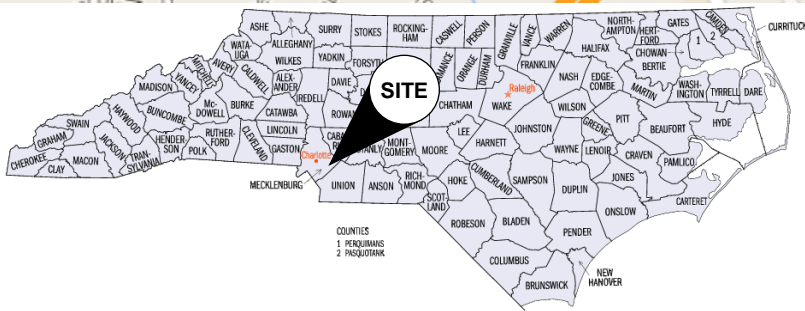 ASHE
ALLEGHANY
SURRY
STOKES
ROCKING-
HAM
CASWELL
PERSON
GRANVILLE
VANCE
WARREN
NORTH-
AMPTON
HERT-
FORD
GATES
CAMDEN
CURRITUCK
1
2
WATA-
UGA
WILKES
YADKIN
FORSYTH
AMANCE
ORANGE
DURHAM
FRANKLIN
HALIFAX
CHOWAN
BERTIE
MITCHELL
AVERY
CALDWELL
ALEX-
ANDER
DAVIE
IREDELL
SITE
Raleigh
WAKE
NASH
EDGE-
COMBE
MARTIN
WASH-
INGTON
TYRRELL
DARE
MADISON
YANCEY
BUNCOMBE
Mc-
DOWELL
BURKE
CATAWBA
ROWAN
CHATHAM
WILSON
PITT
BEAUFORT
HYDE
SWAIN
HAYWOOD
GRAHAM
CHEROKEE
CLAY
MACON
JACKSON
TRAN-
SYLVANIA
HENDER
SON
POLK
RUTHER-
FORD
CLEVELAND
LINCOLN
GASTON
Charlotte
MECKLENBURG
CABA
STANLY
MONT-
GOMERY
MOORE
LEE
HARNETT
JOHNSTON
GREENE
WAYNE
LENOIR
CRAVEN
PAMLICO
UNION
ANSON
RICH-
MOND
SCOT-
LAND
HOKE
CUMBERLAND
SAMPSON
DUPLIN
JONES
CARTERET
ONSLOW
ROBESON
BLADEN
PENDER
COLUMBUS
BRUNSWICK
NEW
HANOVER
COUNTIES
1 PERQUIMANS
2 PASQUOTANK